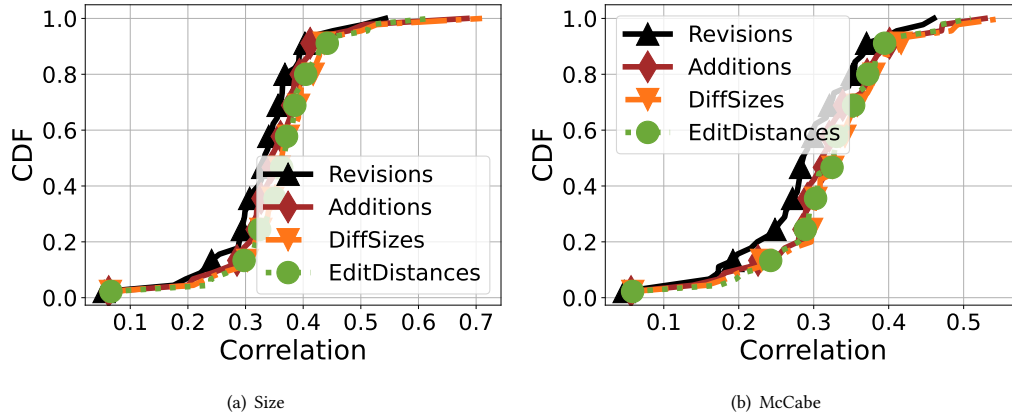 1.0
0.8
0.6
0.4
0.2
0.0
CDF
Revisions
Additions
DiffSizes
EditDistances
0.1 0.2 0.3 0.4 0.5 0.6 0.7
Correlation
(a) Size
1.0
0.8
0.6
0.4
0.2
0.0
CDF
Revisions
Additions
DiffSizes
EditDistances
0.1 0.2 0.3 0.4 0.5
Correlation
(b) McCabe